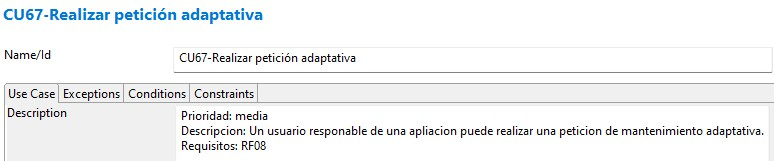 CU67-Realizar petición adaptativa
Name/Id CU67-Realizar petición adaptativa
Use Case Exceptions Conditions Constraints
Description Prioridad: media
Descripcion: Un usuario responable de una apliacion puede realizar una peticion de mantenimiento adaptativa.
Requisitos: RF08